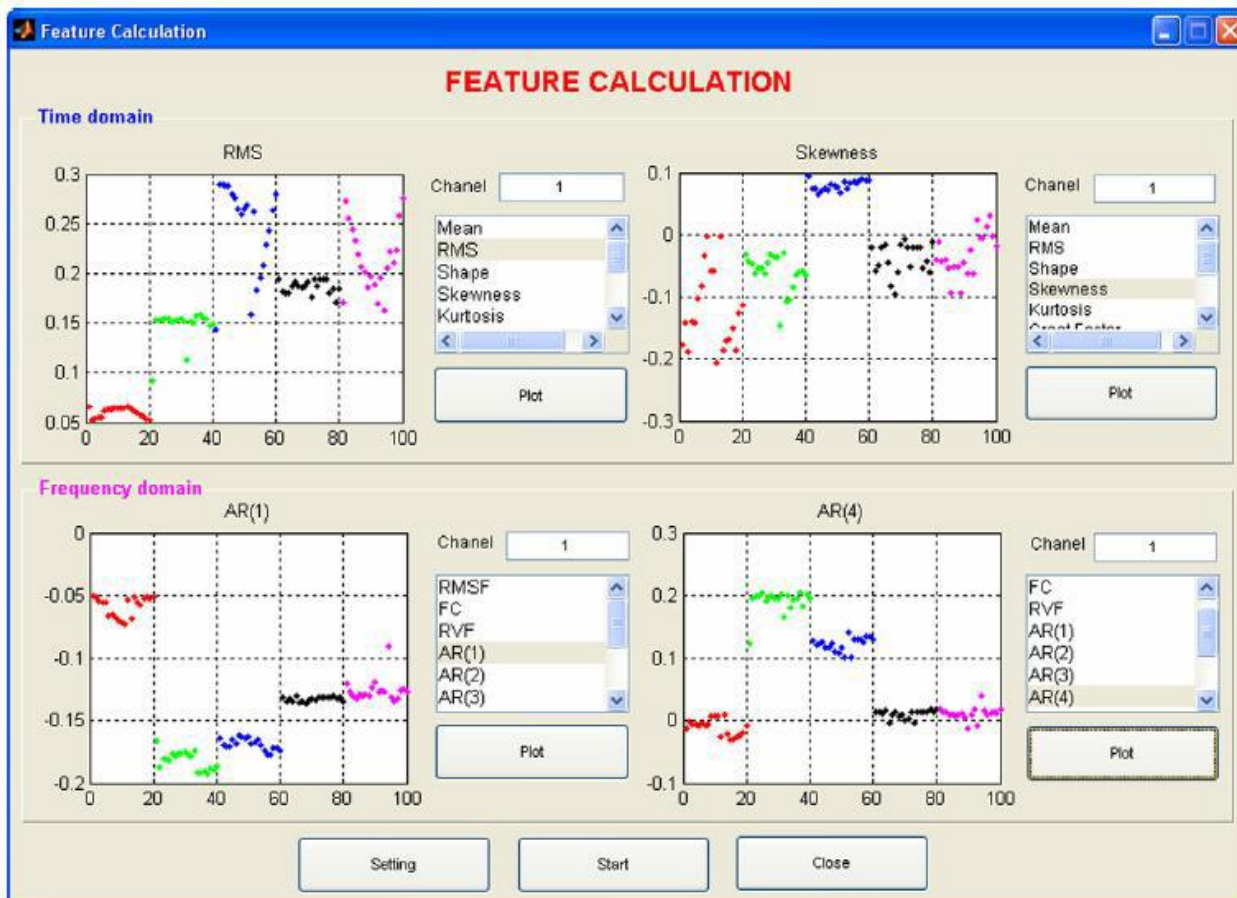 Feature Calculation
FEATURE CALCULATION
Time domain
RMS
0.3
0.25
0.2
0.15
0.1
0.05
0 20 40 60 80 100
Chanel 1
Mean
RMS
Shape
Skewness
Kurtosis
Plot
Skewness
0.1
0
-0.1
-0.2
-0.3
0 20 40 60 80 100
Chanel 1
Mean
RMS
Shape
Skewness
Kurtosis
Plot
Frequency domain
AR(1)
0
-0.05
-0.1
-0.15
-0.2
0 20 40 60 80 100
Chanel 1
RMSF
FC
RVF
AR(1)
AR(2)
AR(3)
Plot
AR(4)
0.3
0.2
0.1
0
-0.1
0 20 40 60 80 100
Chanel 1
FC
RVF
AR(1)
AR(2)
AR(3)
AR(4)
Plot
Setting
Start
Close